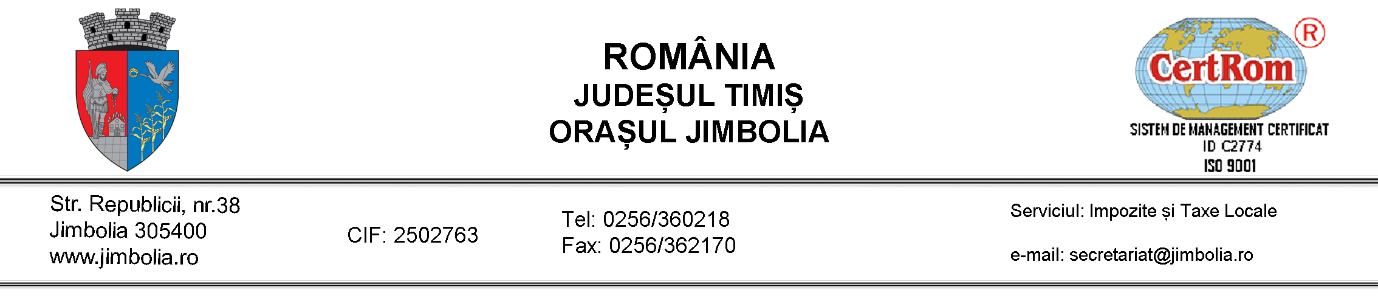 ROMÂNIA
JUDEȘUL TIMIȘ
ORAȘUL JIMBOLIA
CertRom ®
SISTEM DE MANAGEMENT CERTIFICAT
ID C2774
ISO 9001
Str. Republicii, nr.38
Jimbolia 305400
www.jimbolia.ro
CIF: 2502763
Tel: 0256/360218
Fax: 0256/362170
Serviciul: Impozite și Taxe Locale
e-mail: secretariat@jimbolia.ro